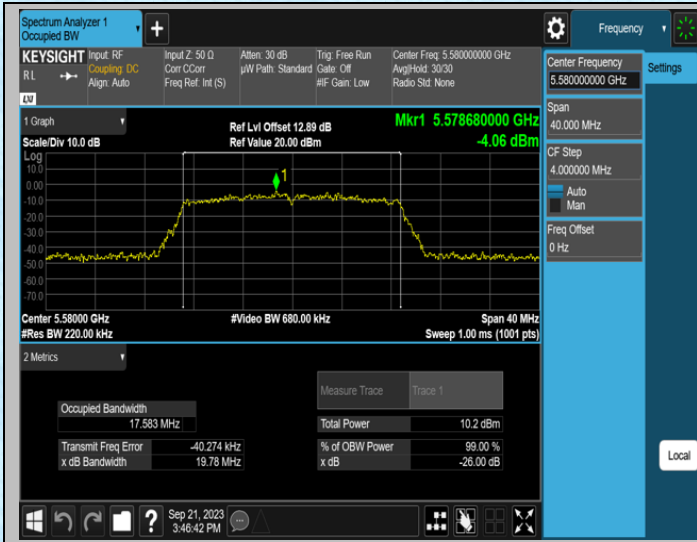 Spectrum Analyzer 1
Occupied BW
Frequency
KEYSIGHT
RL
LXI
Input: RF
Coupling: DC
Align: Auto
Input Z: 50 Ω
Corr CCorr
Freq Ref: Int (S)
Atten: 30 dB
µW Path: Standard
Trig: Free Run
Gate: Off
#IF Gain: Low
Center Freq: 5.580000000 GHz
Avg|Hold: 30/30
Radio Std: None
Center Frequency
5.580000000 GHz
Settings
Span
40.000 MHz
CF Step
4.000000 MHz
Auto
Man
Freq Offset
0 Hz
1 Graph
Scale/Div 10.0 dB
Ref Lvl Offset 12.89 dB
Ref Value 20.00 dBm
Mkr1 5.578680000 GHz
-4.06 dBm
Log
10.0
0.00
-10.0
-20.0
-30.0
-40.0
-50.0
-60.0
-70.0
1
Center 5.58000 GHz
#Res BW 220.00 kHz
#Video BW 680.00 kHz
Span 40 MHz
Sweep 1.00 ms (1001 pts)
2 Metrics
Measure Trace
Trace 1
Occupied Bandwidth
17.583 MHz
Total Power
10.2 dBm
Transmit Freq Error
-40.274 kHz
% of OBW Power
99.00 %
x dB Bandwidth
19.78 MHz
x dB
-26.00 dB
Local
?
Sep 21, 2023
3:46:42 PM